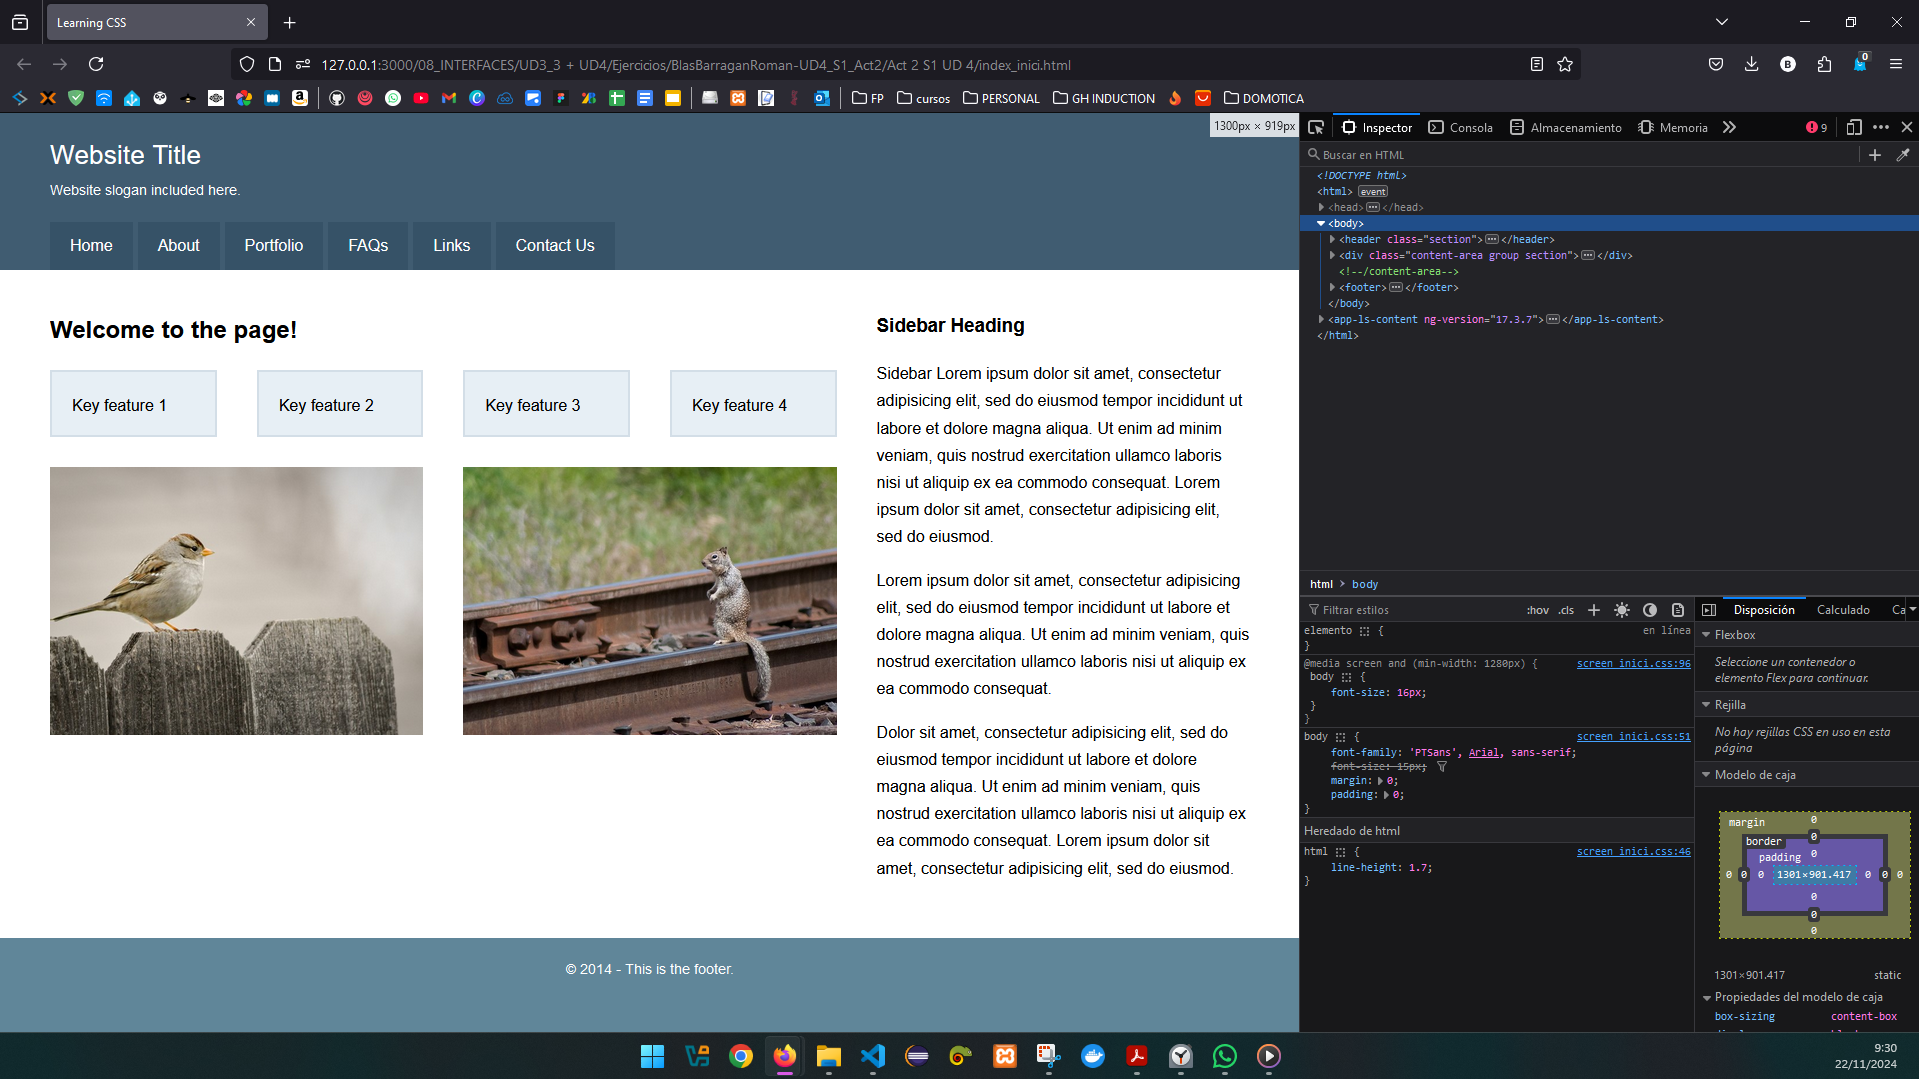 Learning CSS
127.0.0.1:3000/08_INTERFACES/UD3_3 + UD4/Ejercicios/BlasBarraganRoman-UD4_S1_Act2/Act 2 S1 UD 4/index_inici.html
0
FP
cursos
PERSONAL
GH INDUCTION
DOMOTICA
1300px × 919px
Website Title
Website slogan included here.
Home
About
Portfolio
FAQs
Links
Contact Us
Welcome to the page!
Key feature 1
Key feature 2
Key feature 3
Key feature 4
Sidebar Heading
Sidebar Lorem ipsum dolor sit amet, consectetur
adipisicing elit, sed do eiusmod tempor incididunt ut
labore et dolore magna aliqua. Ut enim ad minim
veniam, quis nostrud exercitation ullamco laboris
nisi ut aliquip ex ea commodo consequat. Lorem
ipsum dolor sit amet, consectetur adipisicing elit,
sed do eiusmod.
Lorem ipsum dolor sit amet, consectetur adipisicing
elit, sed do eiusmod tempor incididunt ut labore et
dolore magna aliqua. Ut enim ad minim veniam, quis
nostrud exercitation ullamco laboris nisi ut aliquip ex
ea commodo consequat.
Dolor sit amet, consectetur adipisicing elit, sed do
eiusmod tempor incididunt ut labore et dolore
magna aliqua. Ut enim ad minim veniam, quis
nostrud exercitation ullamco laboris nisi ut aliquip ex
ea commodo consequat. Lorem ipsum dolor sit
amet, consectetur adipisicing elit, sed do eiusmod.
© 2014 - This is the footer.
Inspector
Consola
Almacenamiento
Memoria
9
Buscar en HTML
<!DOCTYPE html>
<html> event
<head> </head>
<body>
<header class="section"> </header>
<div class="content-area group section"> </div>
<!--/content-area-->
<footer> </footer>
</body>
<app-ls-content ng-version="17.3.7"> </app-ls-content>
</html>
html > body
Filtrar estilos
:hov .cls
elemento { en línea
}
@media screen and (min-width: 1280px) { screen_inici.css:96
body {
font-size: 16px;
}
}
body { screen_inici.css:51
font-family: 'PTSans', Arial, sans-serif;
font-size: 15px;
margin: 0;
padding: 0;
}
Heredado de html
html { screen_inici.css:46
line-height: 1.7;
}
Disposición
Calculado
Ca
Flexbox
Seleccione un contenedor o
elemento Flex para continuar.
Rejilla
No hay rejillas CSS en uso en esta
página
Modelo de caja
margin 0
border 0
padding 0
0 0 0 1301×901.417 0 0 0
0
0
0
1301×901.417 static
Propiedades del modelo de caja
box-sizing content-box
9:30
22/11/2024